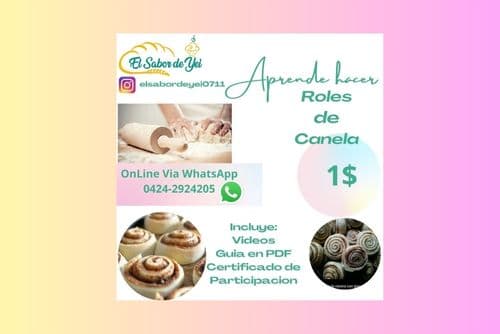 El Sabor de Yei
elsabordeyei0711
Aprende hacer
Roles
de
Canela
1$
OnLine Via WhatsApp
0424-2924205
Incluye:
Videos
Guia en PDF
Certificado de
Participacion